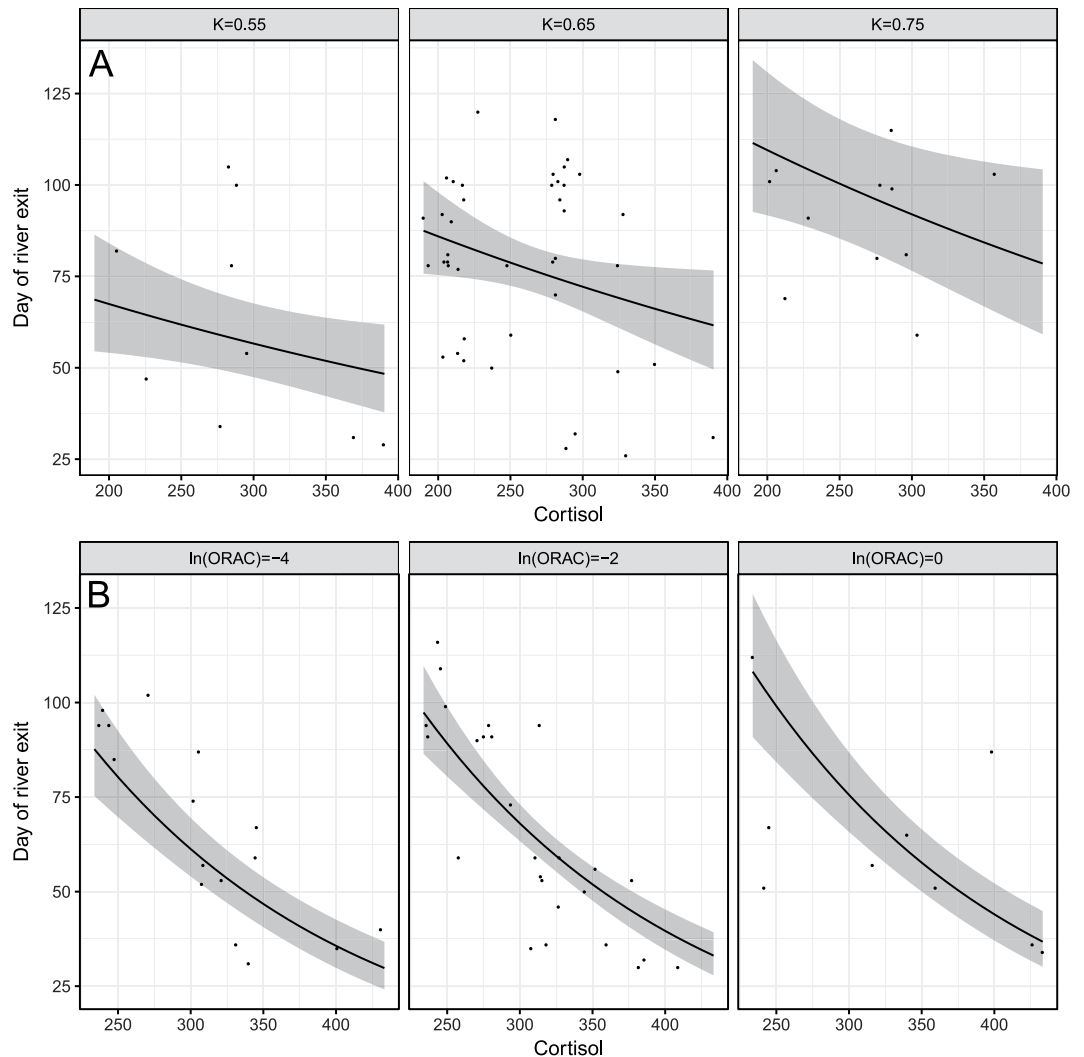 K=0.55 K=0.65 K=0.75
A
125
100
75
50
25
Day of river exit
200 250 300 350 400 200 250 300 350 400 200 250 300 350 400
Cortisol
ln(ORAC)=−4 ln(ORAC)=−2 ln(ORAC)=0
B
125
100
75
50
25
Day of river exit
250 300 350 400 250 300 350 400 250 300 350 400
Cortisol